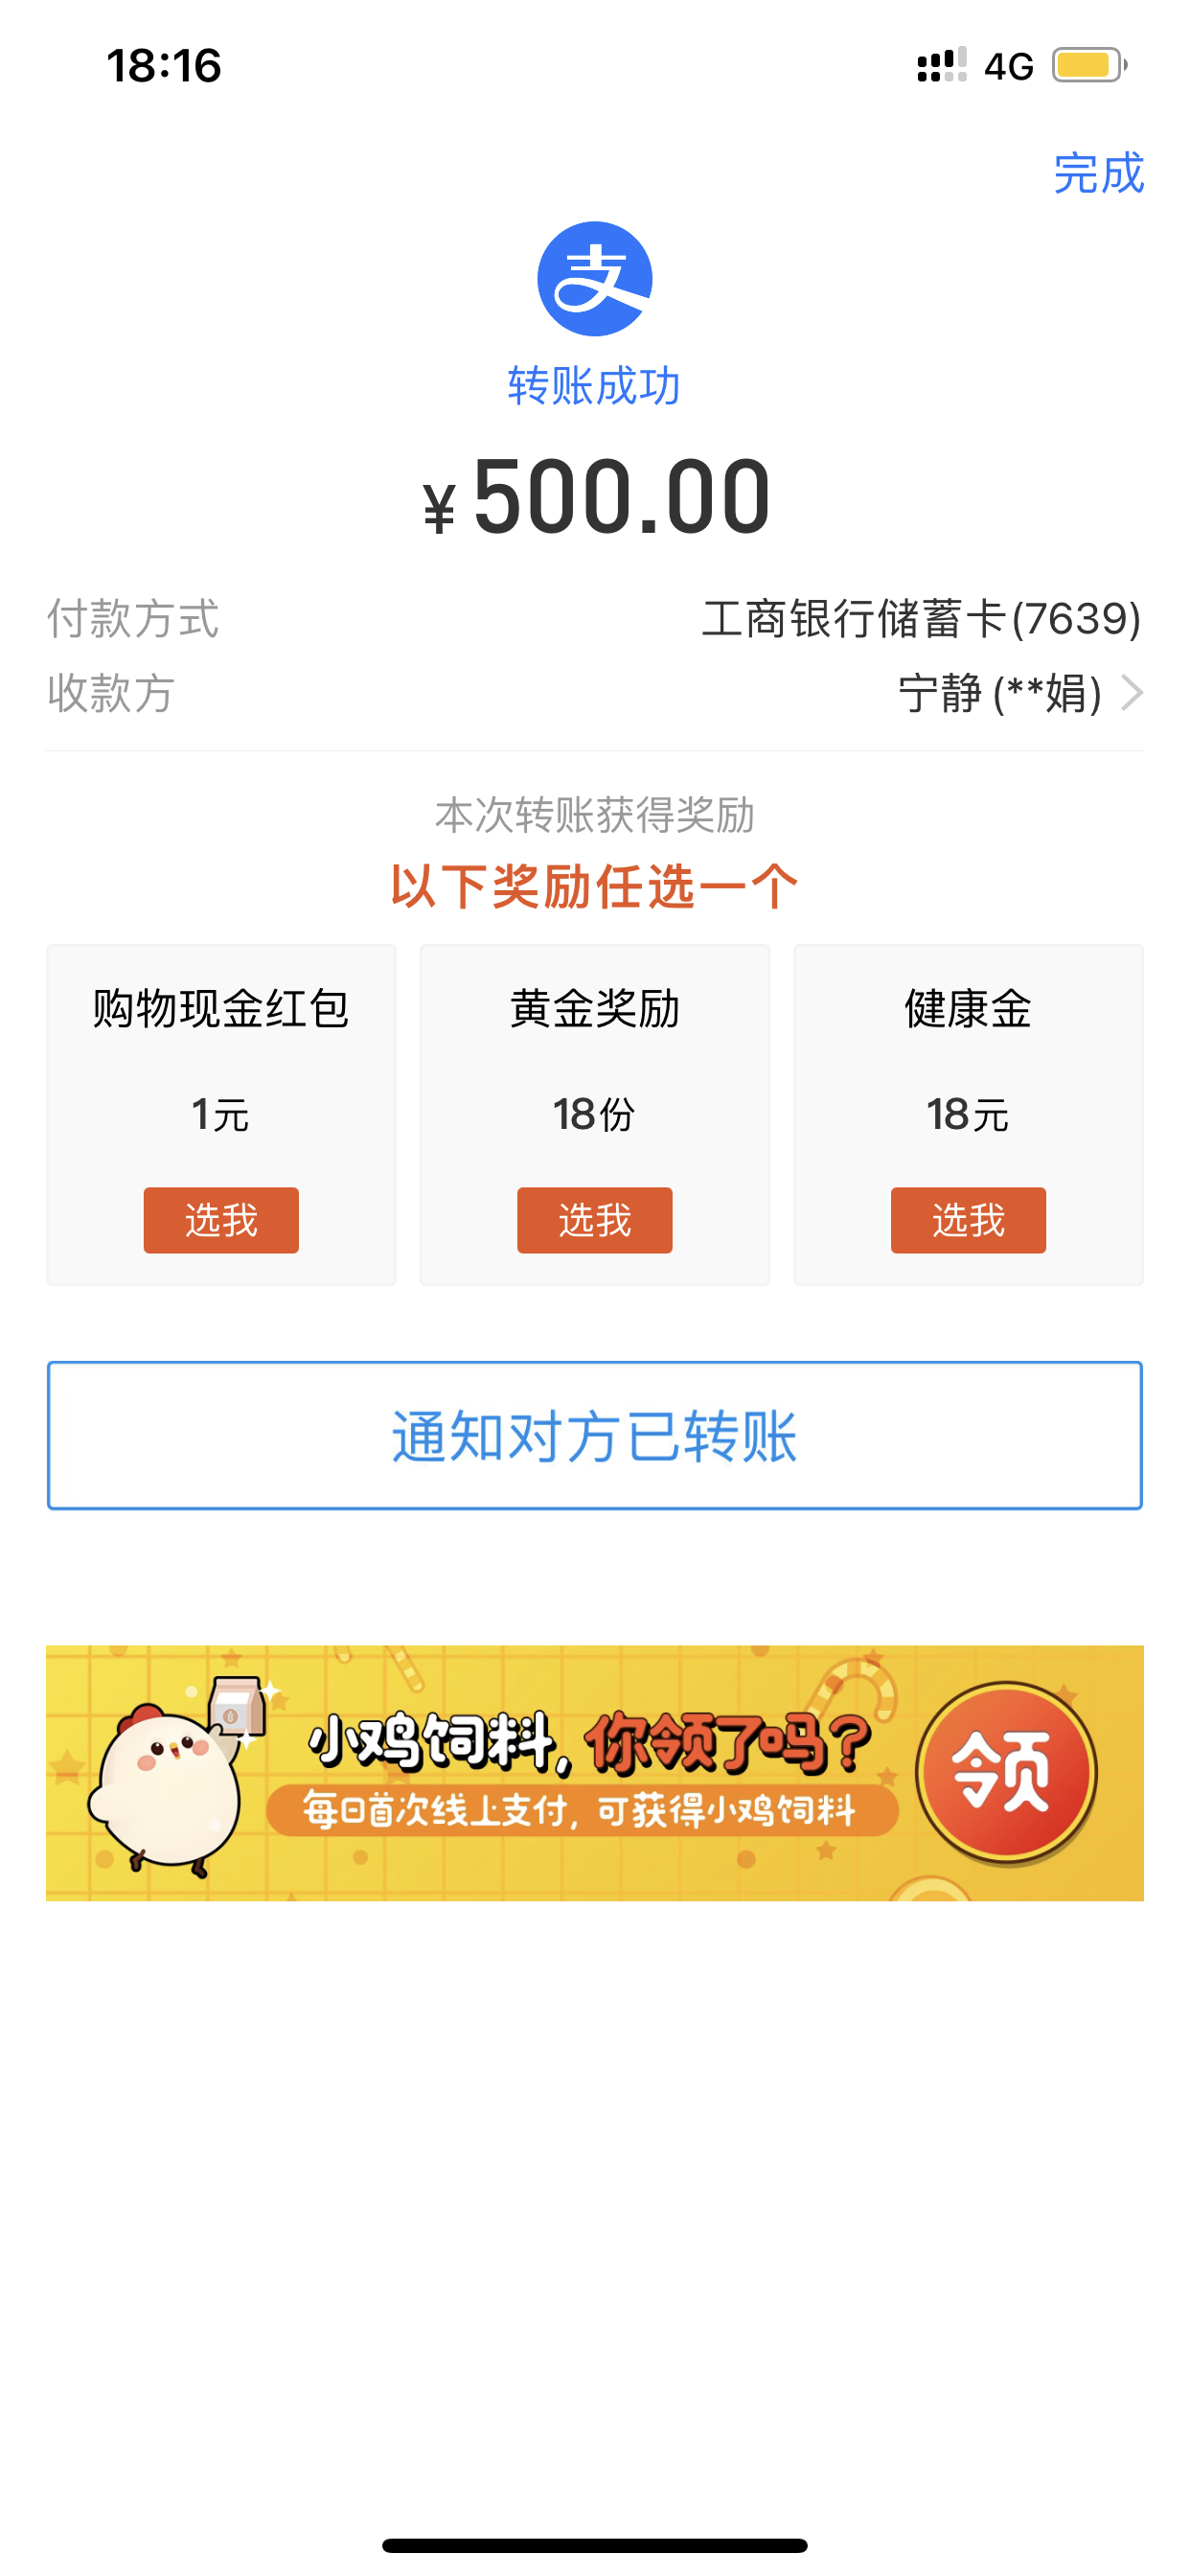 18:16 4G
完成
支
转账成功
¥500.00
付款方式 工商银行储蓄卡(7639)
收款方 宁静 (**娟)
本次转账获得奖励
以下奖励任选一个
购物现金红包 黄金奖励 健康金
1元 18份 18元
选我 选我 选我
通知对方已转账
小鸡饲料,你领了吗?
每日首次线上支付,可获得小鸡饲料
领